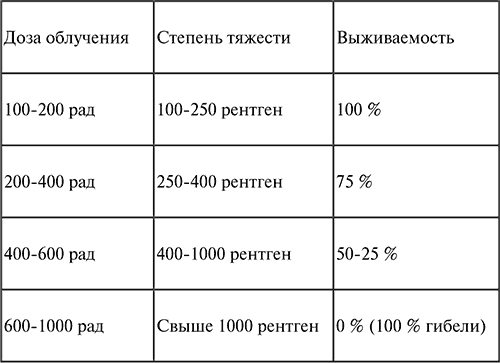 Доза облучения Степень тяжести Выживаемость
100-200 рад 100-250 рентген 100 %
200-400 рад 250-400 рентген 75 %
400-600 рад 400-1000 рентген 50-25 %
600-1000 рад Свыше 1000 рентген 0 % (100 % гибели)